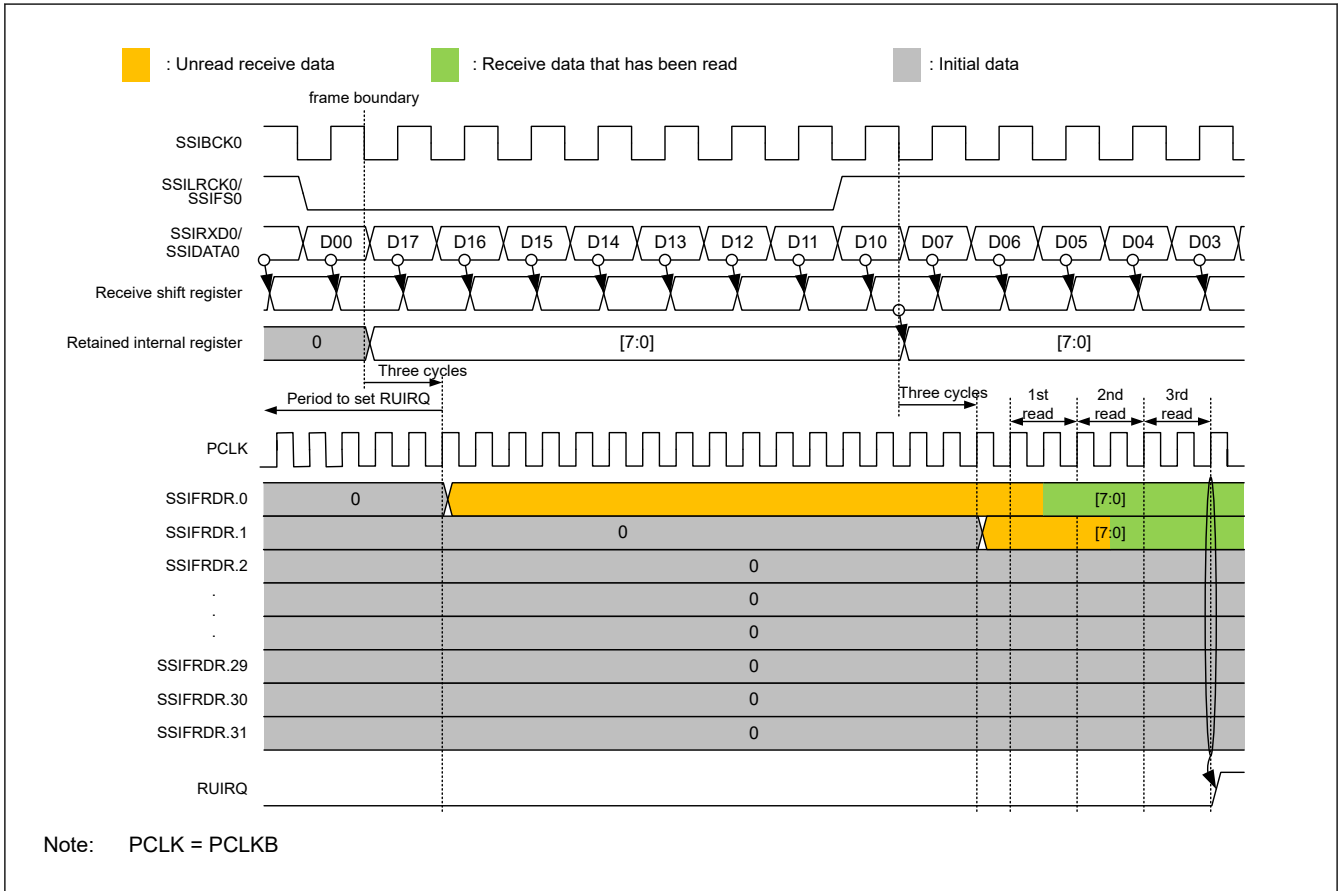 : Unread receive data : Receive data that has been read : Initial data
frame boundary
SSIBCK0
SSILRCK0/
SSIFS0
SSIRXD0/
SSIDATA0
D00 D17 D16 D15 D14 D13 D12 D11 D10 D07 D06 D05 D04 D03
Receive shift register
Retained internal register 0 [7:0] [7:0]
Three cycles
Period to set RUIRQ
Three cycles
1st
read
2nd
read
3rd
read
PCLK
SSIFRDR.0 0 [7:0]
SSIFRDR.1 0 [7:0]
SSIFRDR.2 0
. 0
.
. 0
SSIFRDR.29 0
SSIFRDR.30 0
SSIFRDR.31 0
RUIRQ
Note: PCLK = PCLKB